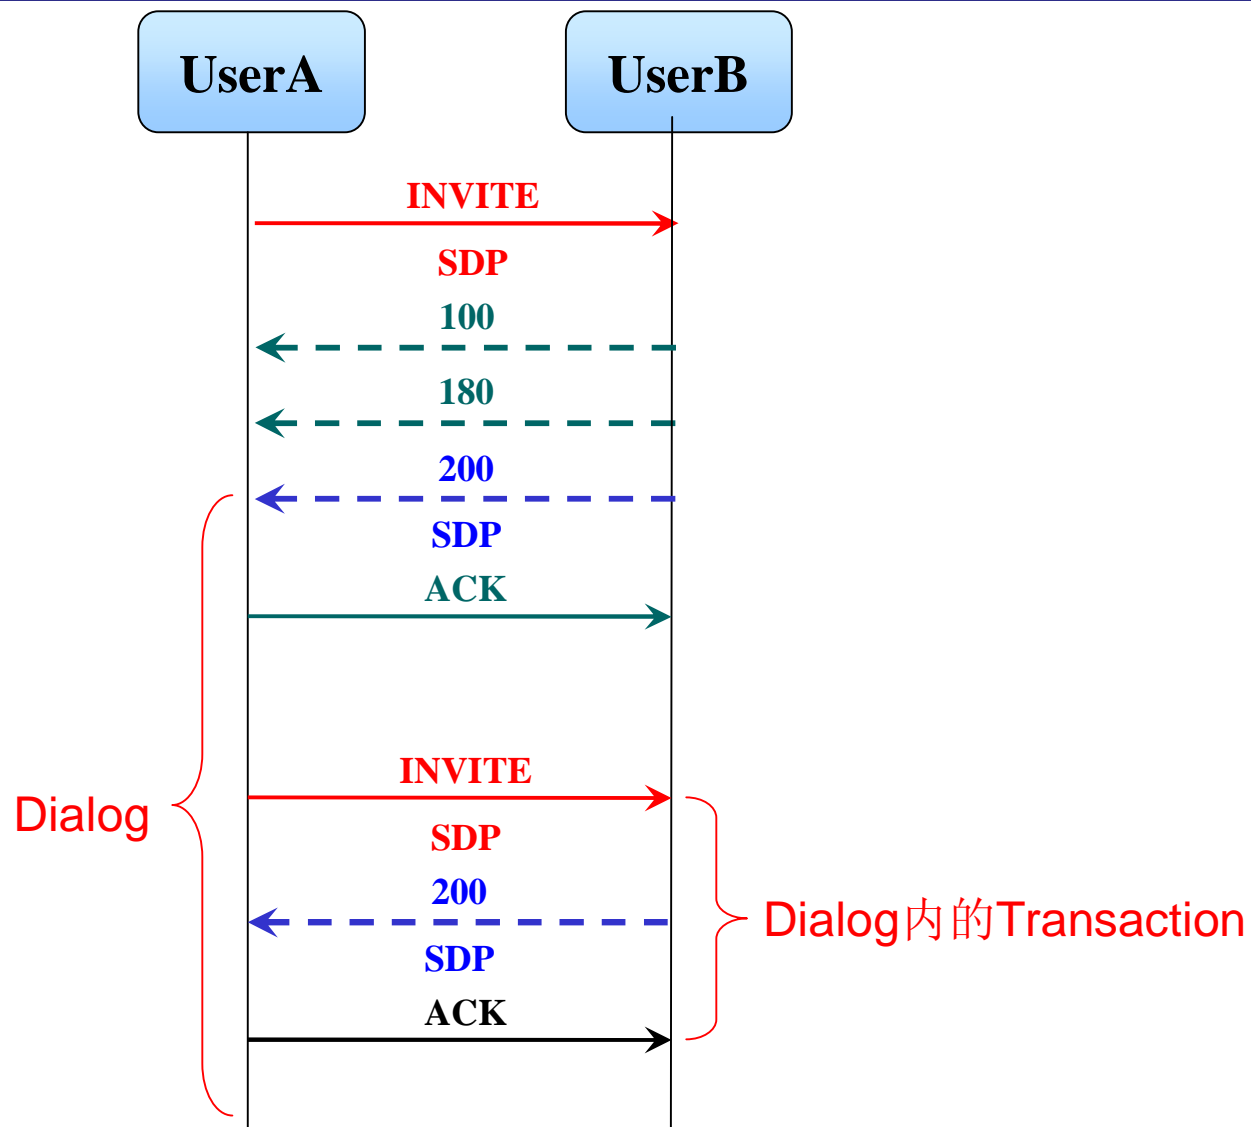 UserA
UserB
INVITE
SDP
100
180
200
SDP
ACK
INVITE
Dialog
SDP
200
Dialog内的Transaction
SDP
ACK